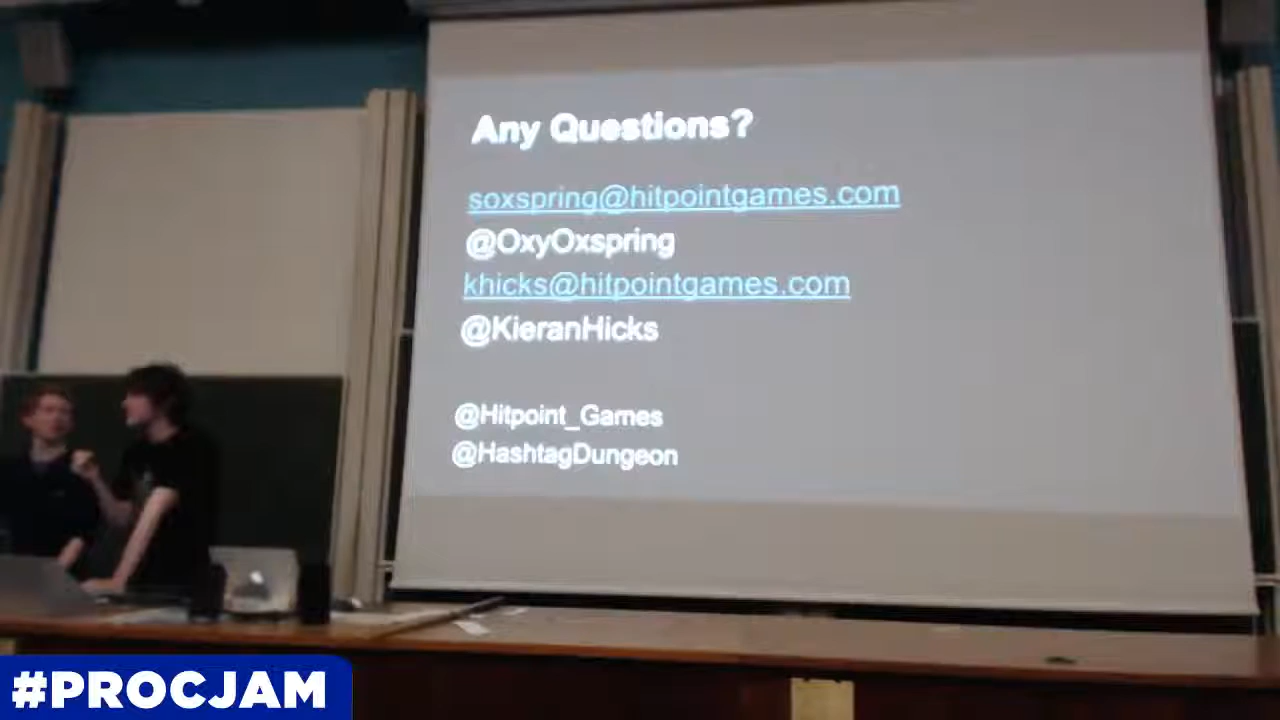 Any Questions?
soxspring@hitpointgames.com
@OxyOxspring
khicks@hitpointgames.com
@KieranHicks
@Hitpoint_Games
@HashtagDungeon
#PROCJAM